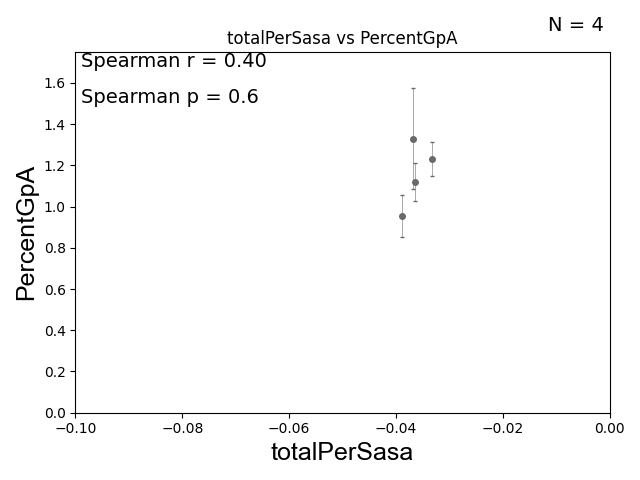 N = 4
totalPerSasa vs PercentGpA
Spearman r = 0.40
Spearman p = 0.6
PercentGpA
1.6
1.4
1.2
1.0
0.8
0.6
0.4
0.2
0.0
−0.10 −0.08 −0.06 −0.04 −0.02 0.00
totalPerSasa